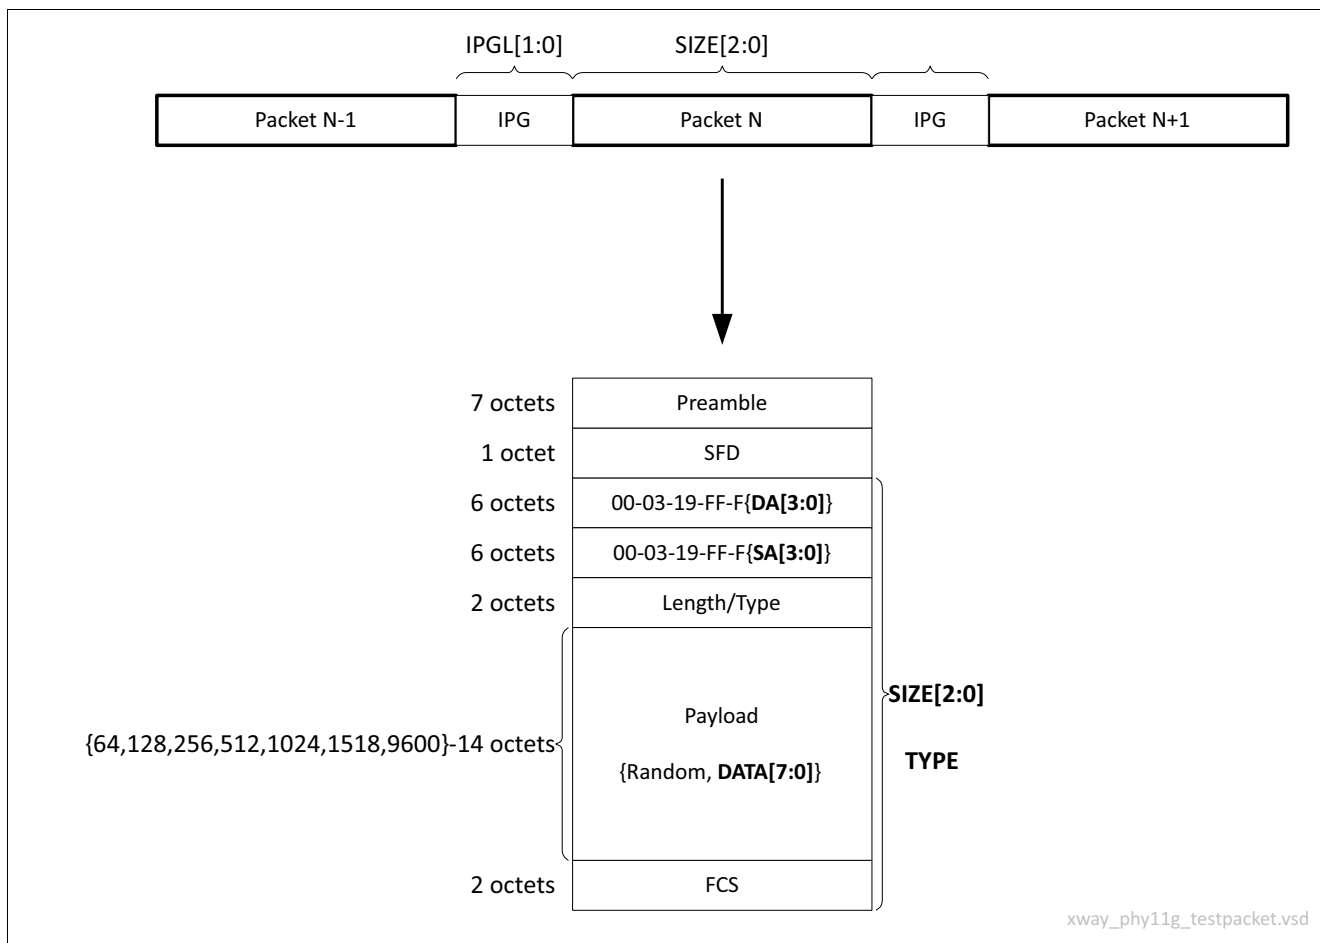 IPGL[1:0] SIZE[2:0]
Packet N-1 IPG Packet N IPG Packet N+1
7 octets Preamble
1 octet SFD
6 octets 00-03-19-FF-F{DA[3:0]}
6 octets 00-03-19-FF-F{SA[3:0]}
2 octets Length/Type
SIZE[2:0]
Payload
{64,128,256,512,1024,1518,9600}-14 octets
TYPE
{Random, DATA[7:0]}
2 octets FCS
xway_phy11g_testpacket.vsd